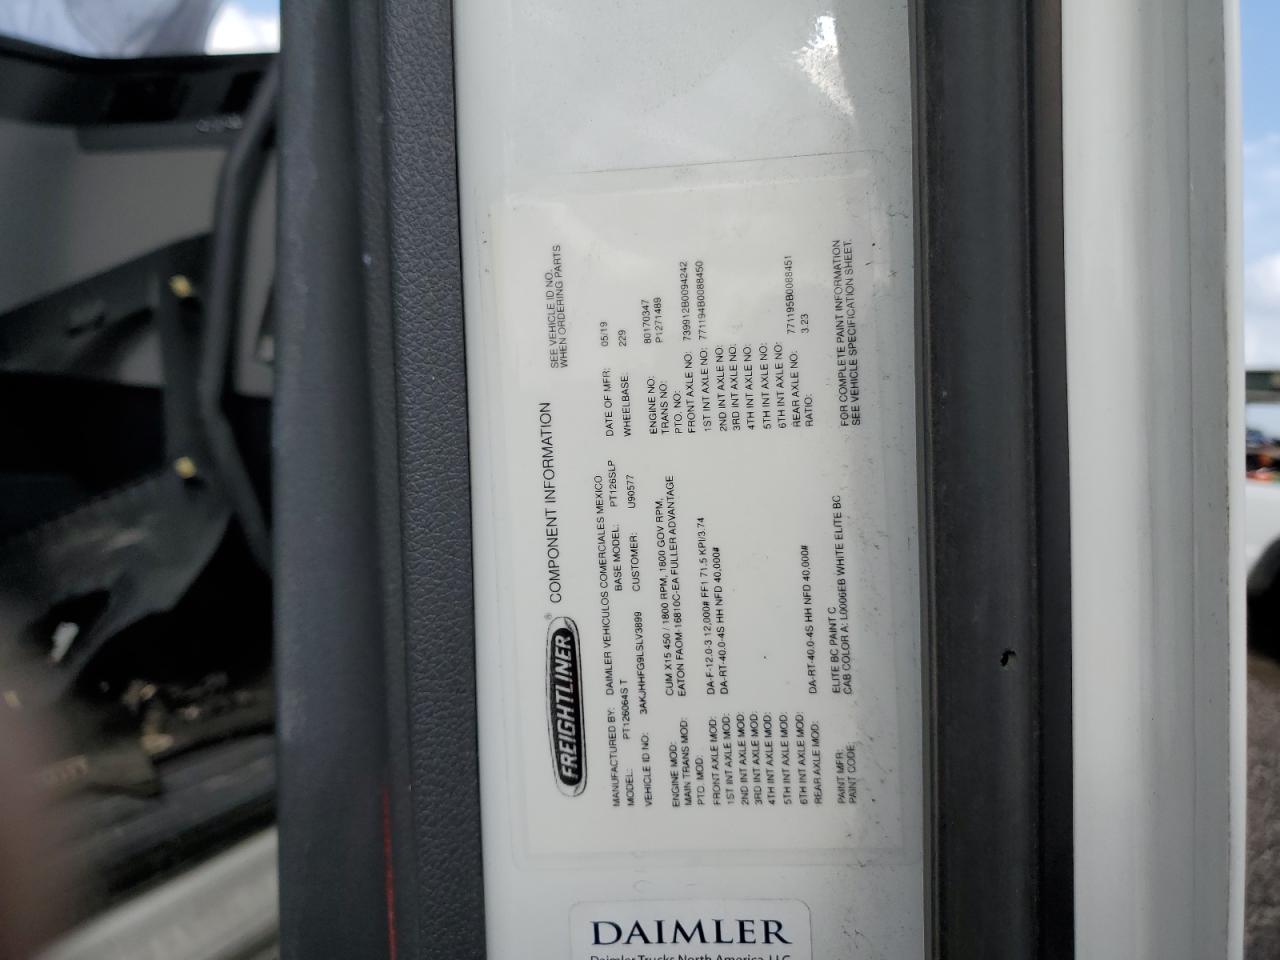 FREIGHTLINER ® COMPONENT INFORMATION
SEE VEHICLE ID NO.
WHEN ORDERING PARTS
MANUFACTURED BY: DAIMLER VEHICULOS COMERCIALES MEXICO DATE OF MFR: 05/19
MODEL: PT126064S T BASE MODEL: PT126SLP WHEELBASE: 229
VEHICLE ID NO: 3AKJHHFG9LSLV3899 CUSTOMER: U90577
ENGINE MOD: CUM X15 450 / 1800 RPM, 1800 GOV RPM, ENGINE NO: 80170347
MAIN TRANS MOD: EATON FAOM-16810C-EA FULLER ADVANTAGE TRANS NO: P1271489
PTO. MOD: PTO. NO:
FRONT AXLE MOD: DA-F-12.0-3 12,000# FF1 71.5 KPI/3.74 FRONT AXLE NO: 739912B0094242
1ST INT AXLE MOD: DA-RT-40.0-4S HH NFD 40,000# 1ST INT AXLE NO: 771194B0088450
2ND INT AXLE MOD: 2ND INT AXLE NO:
3RD INT AXLE MOD: 3RD INT AXLE NO:
4TH INT AXLE MOD: 4TH INT AXLE NO:
5TH INT AXLE MOD: 5TH INT AXLE NO:
6TH INT AXLE MOD: 6TH INT AXLE NO:
REAR AXLE MOD: DA-RT-40.0-4S HH NFD 40,000# REAR AXLE NO: 771195B0088451
RATIO: 3.23
PAINT MFR: ELITE BC PAINT C FOR COMPLETE PAINT INFORMATION
PAINT CODE: CAB COLOR A: L0006EB WHITE ELITE BC SEE VEHICLE SPECIFICATION SHEET.
DAIMLER
Daimler Trucks North America LLC